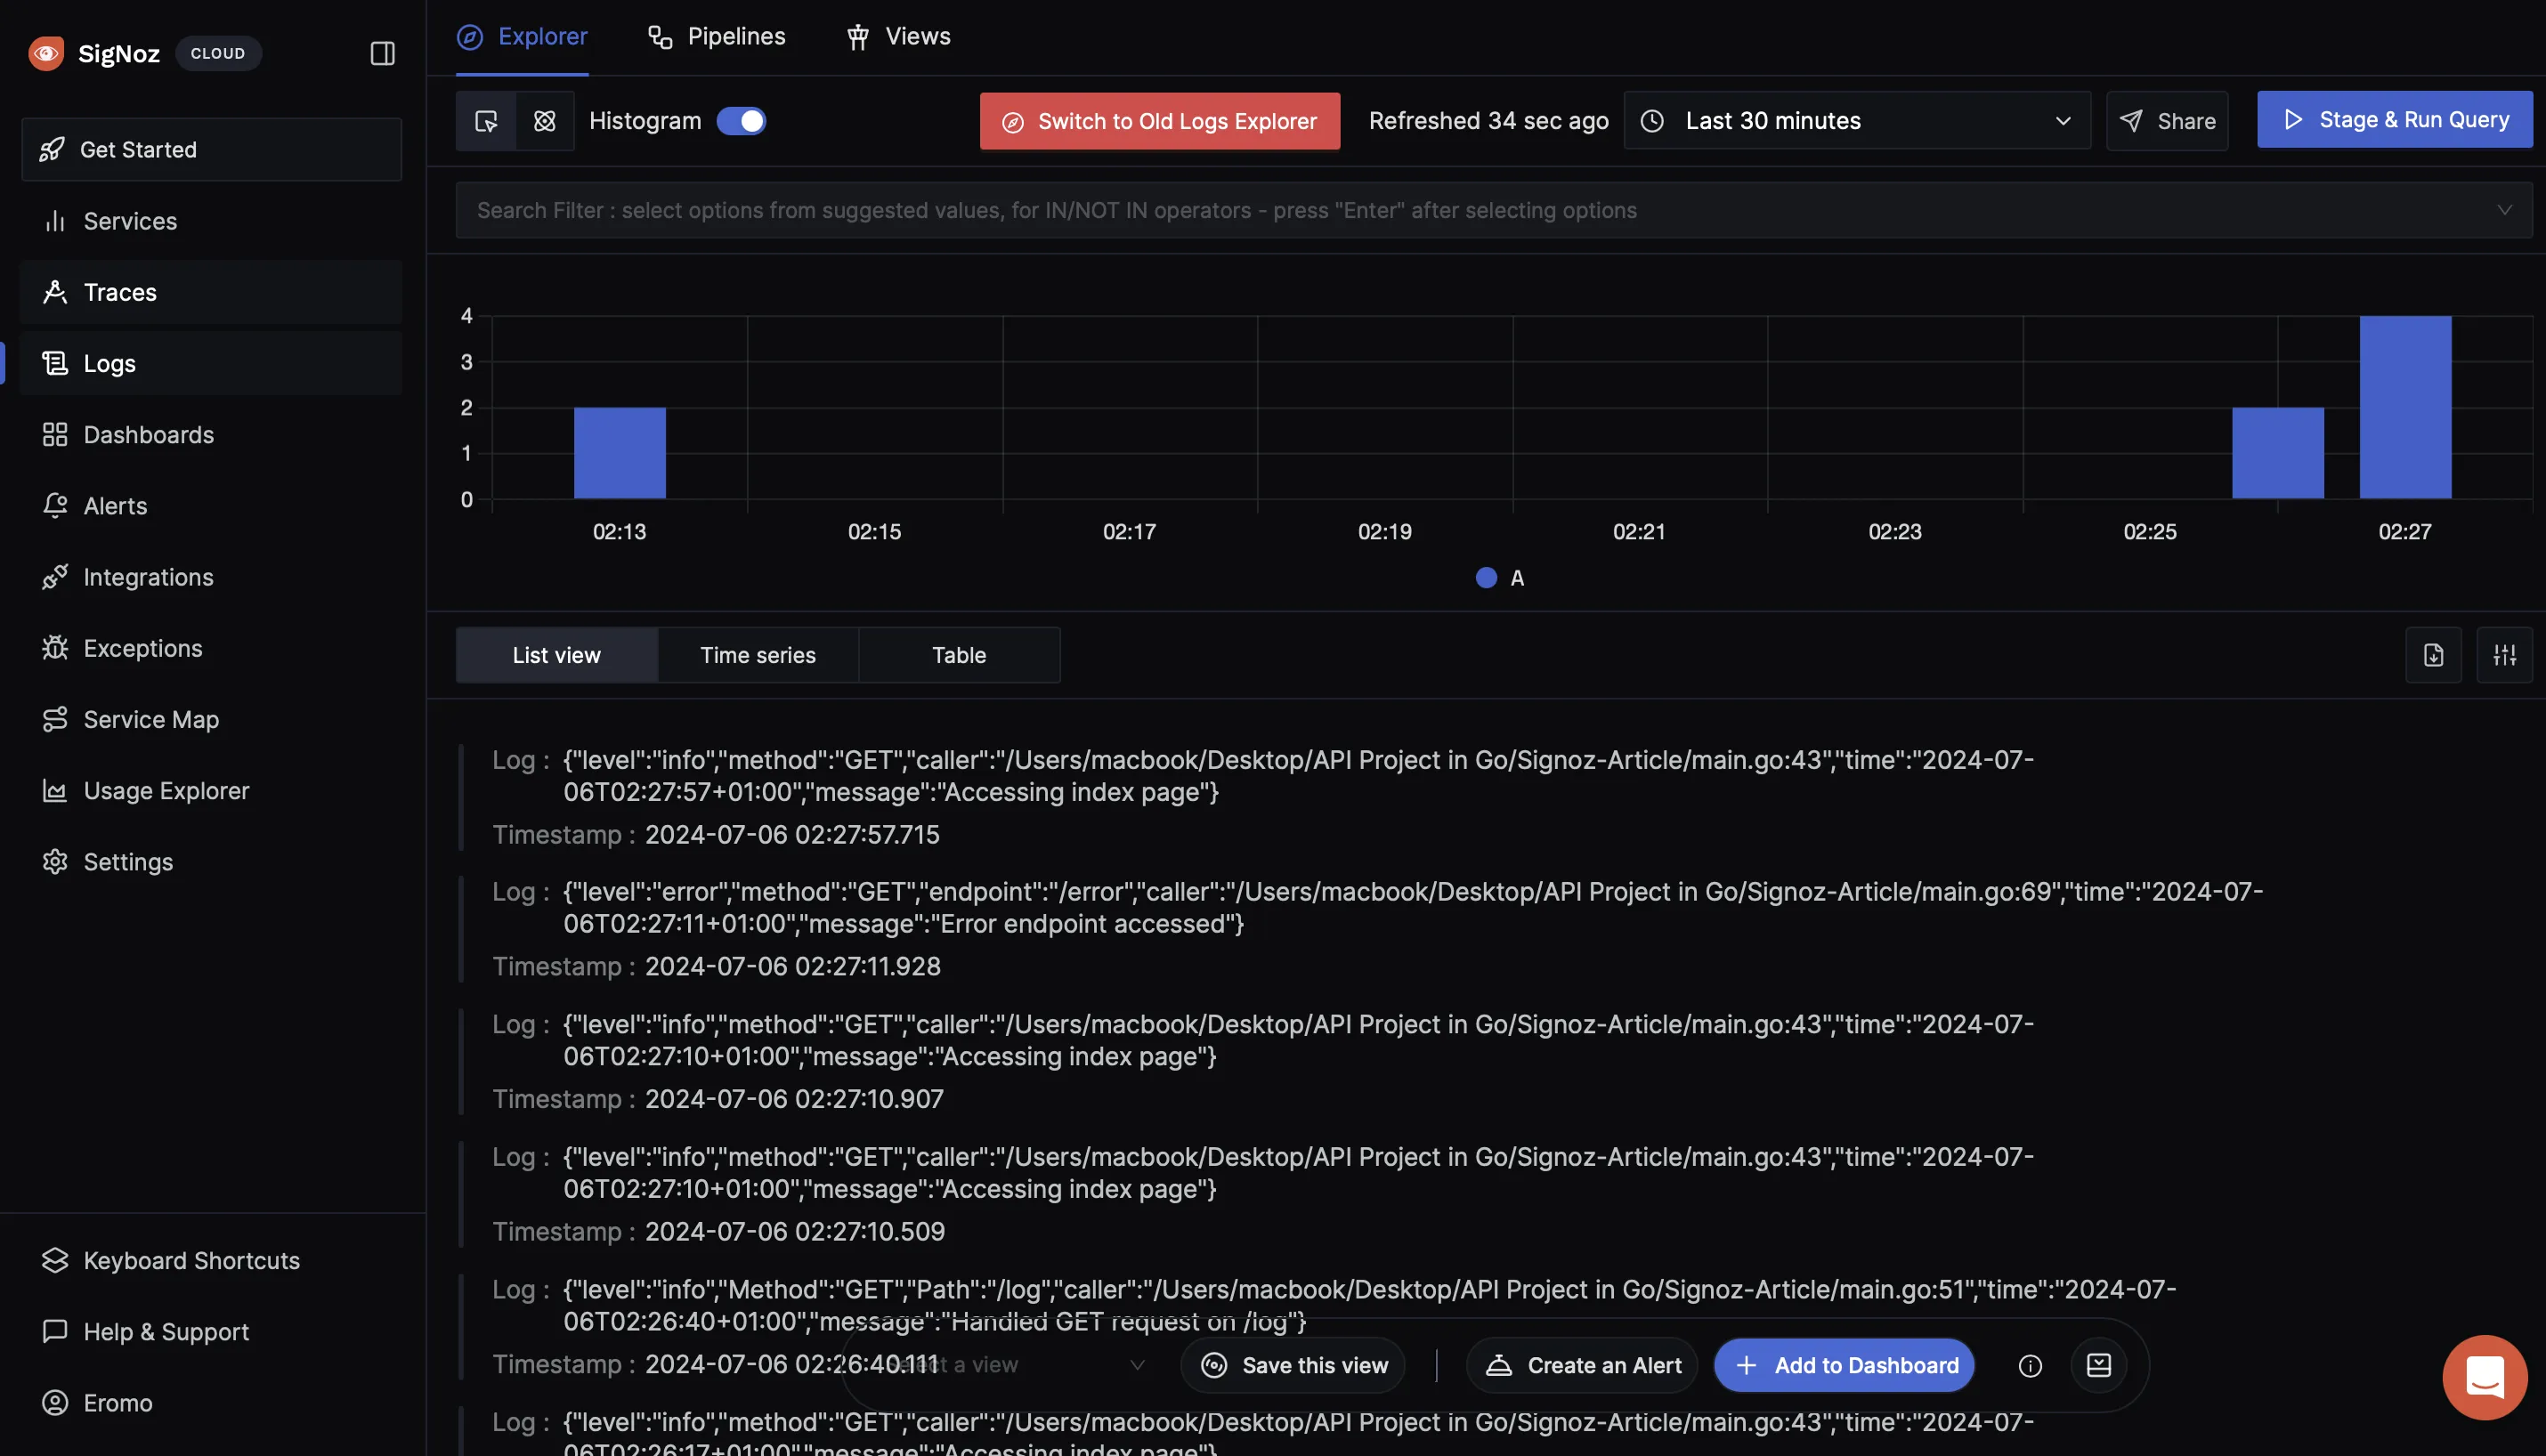 SigNoz CLOUD
Get Started
Services
Traces
Logs
Dashboards
Alerts
Integrations
Exceptions
Service Map
Usage Explorer
Settings
Keyboard Shortcuts
Help & Support
Eromo
Explorer Pipelines Views
Histogram Switch to Old Logs Explorer Refreshed 34 sec ago Last 30 minutes Share Stage & Run Query
Search Filter : select options from suggested values, for IN/NOT IN operators - press "Enter" after selecting options
4
3
2
1
0
02:13 02:15 02:17 02:19 02:21 02:23 02:25 02:27
A
List view Time series Table
Log : {"level":"info","method":"GET","caller":"/Users/macbook/Desktop/API Project in Go/Signoz-Article/main.go:43","time":"2024-07-
06T02:27:57+01:00","message":"Accessing index page"}
Timestamp : 2024-07-06 02:27:57.715
Log : {"level":"error","method":"GET","endpoint":"/error","caller":"/Users/macbook/Desktop/API Project in Go/Signoz-Article/main.go:69","time":"2024-07-
06T02:27:11+01:00","message":"Error endpoint accessed"}
Timestamp : 2024-07-06 02:27:11.928
Log : {"level":"info","method":"GET","caller":"/Users/macbook/Desktop/API Project in Go/Signoz-Article/main.go:43","time":"2024-07-
06T02:27:10+01:00","message":"Accessing index page"}
Timestamp : 2024-07-06 02:27:10.907
Log : {"level":"info","method":"GET","caller":"/Users/macbook/Desktop/API Project in Go/Signoz-Article/main.go:43","time":"2024-07-
06T02:27:10+01:00","message":"Accessing index page"}
Timestamp : 2024-07-06 02:27:10.509
Log : {"level":"info","Method":"GET","Path":"/log","caller":"/Users/macbook/Desktop/API Project in Go/Signoz-Article/main.go:51","time":"2024-07-
06T02:26:40+01:00","message":"Handled GET request on /log"}
Timestamp : 2024-07-06 02:26:40.111
a view Save this view Create an Alert Add to Dashboard
Log : {"level":"info","method":"GET","caller":"/Users/macbook/Desktop/API Project in Go/Signoz-Article/main.go:43","time":"2024-07-
06T02:26:17+01:00","message":"Accessing index page"}